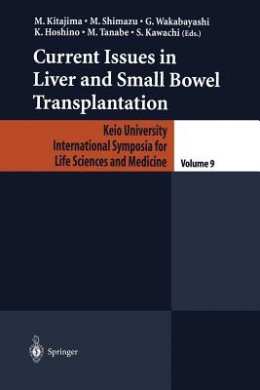 M. Kitajima · M. Shimazu · G. Wakabayashi
K. Hoshino · M. Tanabe · S. Kawachi (Eds.)
Current Issues in
Liver and Small Bowel
Transplantation
Keio University
International Symposia for
Life Sciences and Medicine
Volume 9
Springer